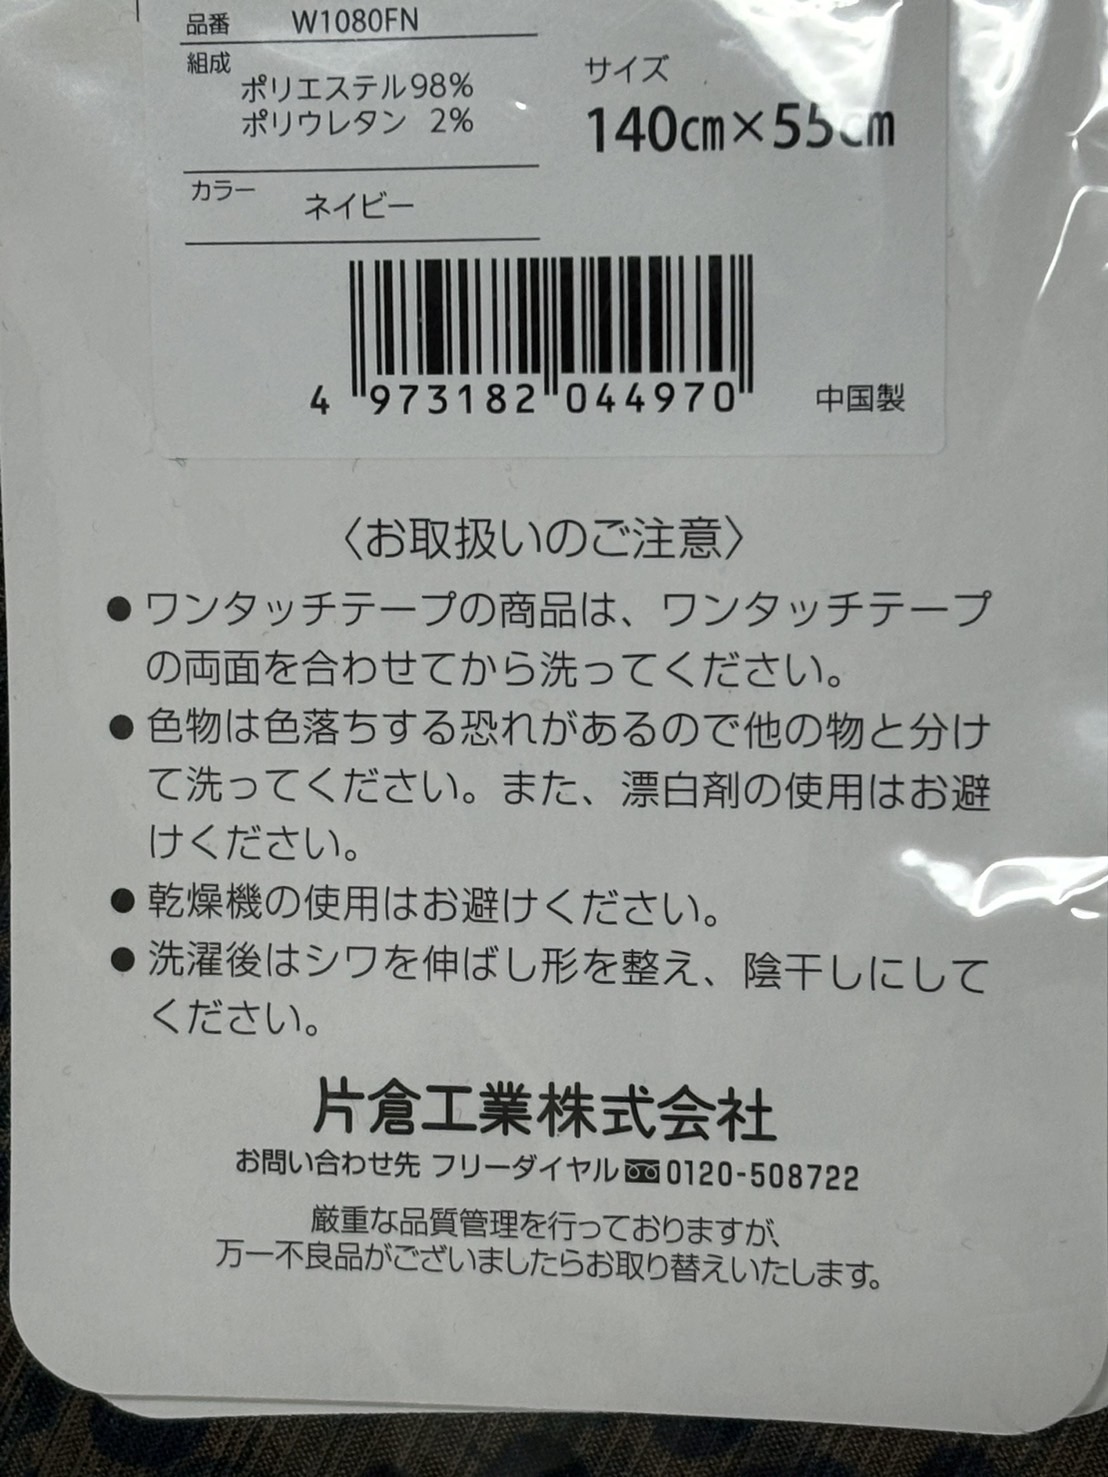 品番 W1080FN
組成
ポリエステル98%
ポリウレタン 2%
サイズ
140cm×55cm
カラー ネイビー
4 973182 044970
中国製
〈お取扱いのご注意〉
●ワンタッチテープの商品は、ワンタッチテープ
の両面を合わせてから洗ってください。
●色物は色落ちする恐れがあるので他の物と分け
て洗ってください。また、漂白剤の使用はお避
けください。
●乾燥機の使用はお避けください。
●洗濯後はシワを伸ばし形を整え、陰干しにして
ください。
片倉工業株式会社
お問い合わせ先 フリーダイヤル 0120-508722
厳重な品質管理を行っておりますが、
万一不良品がございましたらお取り替えいたします。